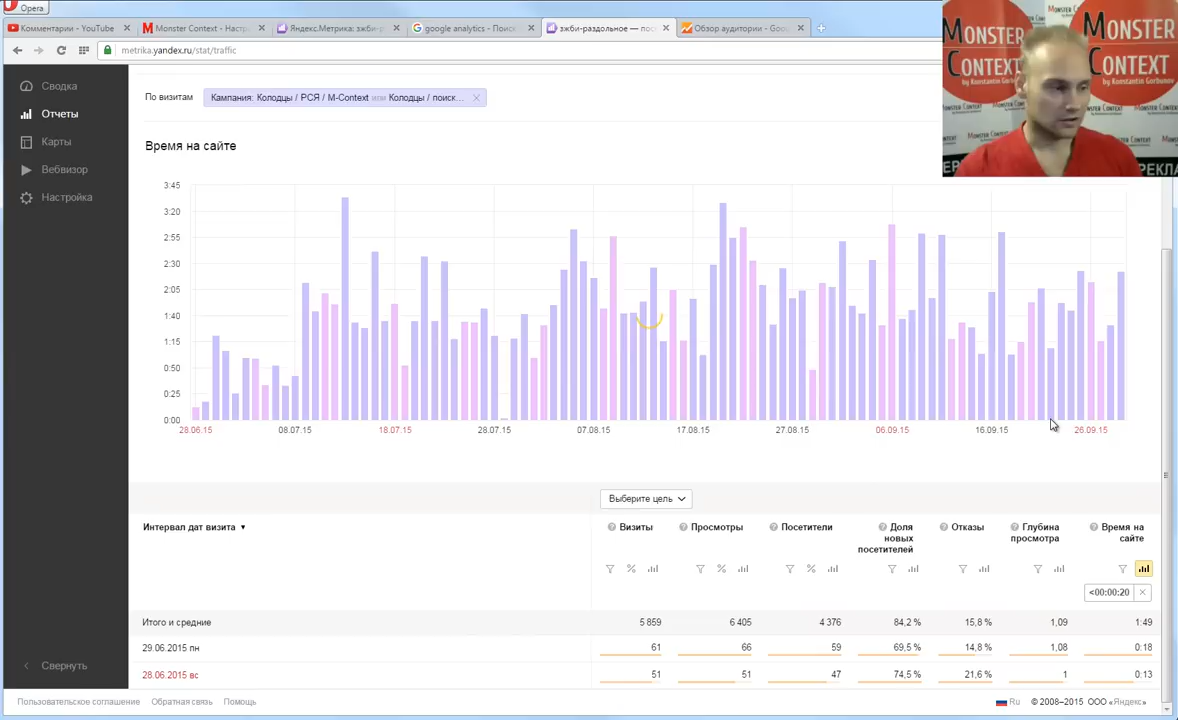 Opera
Комментарии - YouTube
Monster Context - Настр
Яндекс.Метрика: зжби-р
google analytics - Поиск
зжби-раздольное — пос
Обзор аудитории - Goo
metrika.yandex.ru/stat/traffic
MONSTER
CONTEXT
by Konstantin Gorbunov
MONSTER
CONTEXT
by Konstantin Gorbunov
Сводка
Отчеты
Карты
Вебвизор
Настройка
По визитам
Кампания: Колодцы / РСЯ / M-Context или Колодцы / поиск...
Время на сайте
3:45
3:20
2:55
2:30
2:05
1:40
1:15
0:50
0:25
0:00
28.06.15 08.07.15 18.07.15 28.07.15 07.08.15 17.08.15 27.08.15 06.09.15 16.09.15 26.09.15
Выберите цель
Интервал дат визита ▼
Визиты
Просмотры
Посетители
Доля новых посетителей
Отказы
Глубина просмотра
Время на сайте
<00:00:20
Итого и средние 5 859 6 405 4 376 84,2 % 15,8 % 1,09 1:49
29.06.2015 пн 61 66 59 69,5 % 14,8 % 1,08 0:18
28.06.2015 вс 51 51 47 74,5 % 21,6 % 1 0:13
Свернуть
Пользовательское соглашение Обратная связь Помощь
Ru © 2008–2015 ООО «Яндекс»